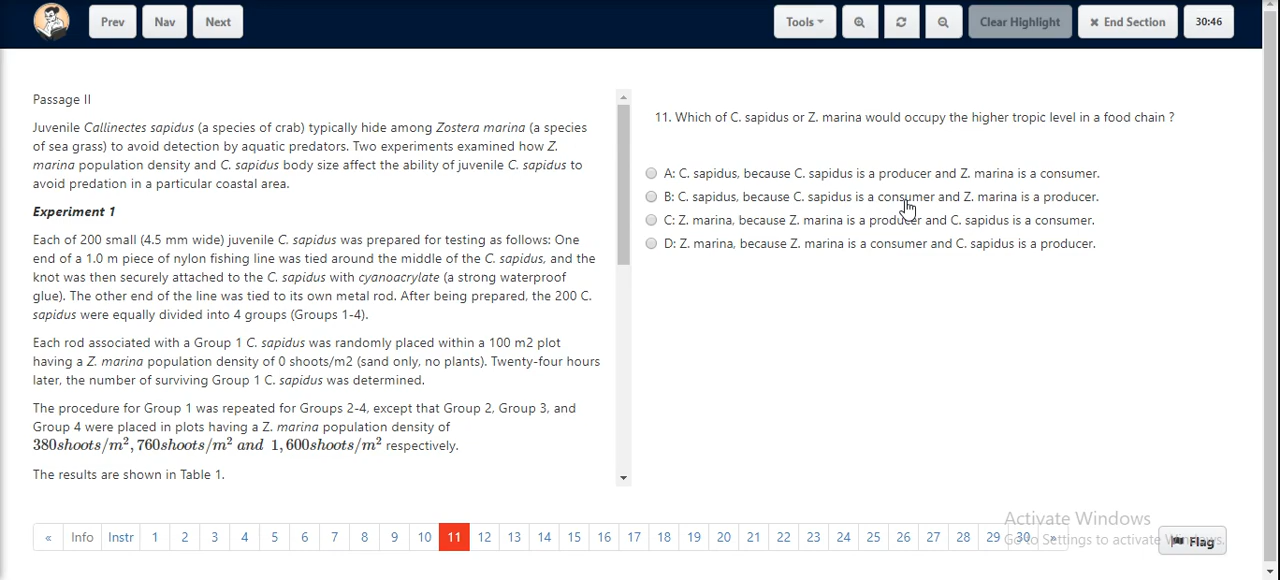 Prev Nav Next Tools Clear Highlight ✖ End Section 30:46
Passage II
Juvenile Callinectes sapidus (a species of crab) typically hide among Zostera marina (a species
of sea grass) to avoid detection by aquatic predators. Two experiments examined how Z.
marina population density and C. sapidus body size affect the ability of juvenile C. sapidus to
avoid predation in a particular coastal area.
Experiment 1
Each of 200 small (4.5 mm wide) juvenile C. sapidus was prepared for testing as follows: One
end of a 1.0 m piece of nylon fishing line was tied around the middle of the C. sapidus, and the
knot was then securely attached to the C. sapidus with cyanoacrylate (a strong waterproof
glue). The other end of the line was tied to its own metal rod. After being prepared, the 200 C.
sapidus were equally divided into 4 groups (Groups 1-4).
Each rod associated with a Group 1 C. sapidus was randomly placed within a 100 m2 plot
having a Z. marina population density of 0 shoots/m2 (sand only, no plants). Twenty-four hours
later, the number of surviving Group 1 C. sapidus was determined.
The procedure for Group 1 was repeated for Groups 2-4, except that Group 2, Group 3, and
Group 4 were placed in plots having a Z. marina population density of
380shoots/m², 760shoots/m² and 1,600shoots/m² respectively.
The results are shown in Table 1.
11. Which of C. sapidus or Z. marina would occupy the higher tropic level in a food chain ?
A: C. sapidus, because C. sapidus is a producer and Z. marina is a consumer.
B: C. sapidus, because C. sapidus is a consumer and Z. marina is a producer.
C: Z. marina, because Z. marina is a producer and C. sapidus is a consumer.
D: Z. marina, because Z. marina is a consumer and C. sapidus is a producer.
« Info Instr 1 2 3 4 5 6 7 8 9 10 11 12 13 14 15 16 17 18 19 20 21 22 23 24 25 26 27 28 29 30 »
Activate Windows
Go to Settings to activate Windows.
Flag